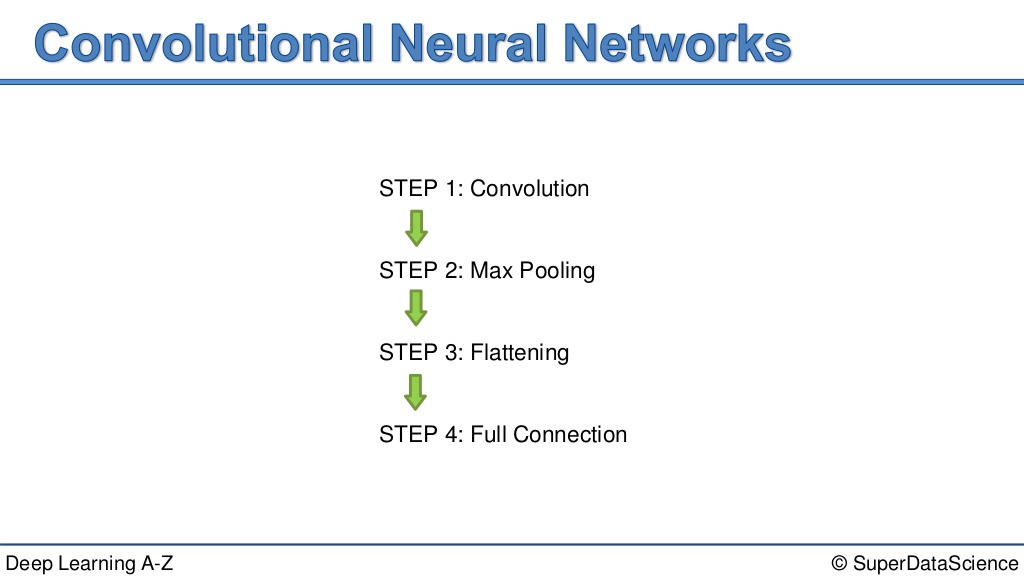 Convolutional Neural Networks
STEP 1: Convolution
STEP 2: Max Pooling
STEP 3: Flattening
STEP 4: Full Connection
Deep Learning A-Z
© SuperDataScience